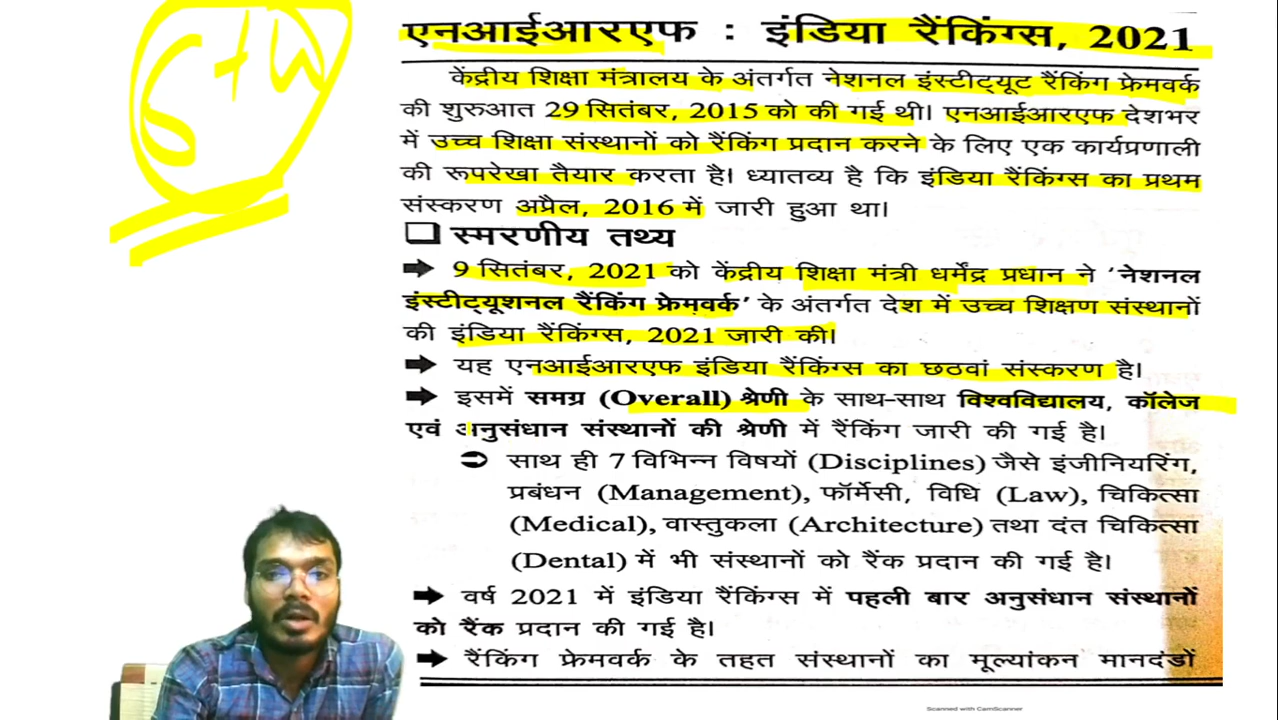 S+W
एनआईआरएफ : इंडिया रैंकिंग्स, 2021
केंद्रीय शिक्षा मंत्रालय के अंतर्गत नेशनल इंस्टीट्यूट रैंकिंग फ्रेमवर्क
की शुरुआत 29 सितंबर, 2015 को की गई थी। एनआईआरएफ देशभर
में उच्च शिक्षा संस्थानों को रैंकिंग प्रदान करने के लिए एक कार्यप्रणाली
की रूपरेखा तैयार करता है। ध्यातव्य है कि इंडिया रैंकिंग्स का प्रथम
संस्करण अप्रैल, 2016 में जारी हुआ था।
❑ स्मरणीय तथ्य
➡ 9 सितंबर, 2021 को केंद्रीय शिक्षा मंत्री धर्मेंद्र प्रधान ने 'नेशनल
इंस्टीट्यूशनल रैंकिंग फ्रेमवर्क' के अंतर्गत देश में उच्च शिक्षण संस्थानों
की इंडिया रैंकिंग्स, 2021 जारी की।
➡ यह एनआईआरएफ इंडिया रैंकिंग्स का छठवां संस्करण है।
➡ इसमें समग्र (Overall) श्रेणी के साथ-साथ विश्वविद्यालय, कॉलेज
एवं अनुसंधान संस्थानों की श्रेणी में रैंकिंग जारी की गई है।
➲ साथ ही 7 विभिन्न विषयों (Disciplines) जैसे इंजीनियरिंग,
प्रबंधन (Management), फॉर्मेसी, विधि (Law), चिकित्सा
(Medical), वास्तुकला (Architecture) तथा दंत चिकित्सा
(Dental) में भी संस्थानों को रैंक प्रदान की गई है।
➡ वर्ष 2021 में इंडिया रैंकिंग्स में पहली बार अनुसंधान संस्थानों
को रैंक प्रदान की गई है।
➡ रैंकिंग फ्रेमवर्क के तहत संस्थानों का मूल्यांकन मानदंडों
Scanned with CamScanner